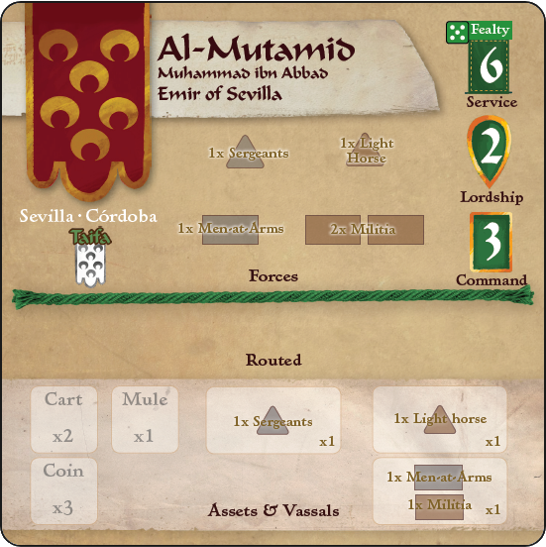 Al-Mutamid
Muhammad ibn Abbad
Emir of Sevilla
Fealty
6
Service
2
Lordship
3
Command
Sevilla · Córdoba
Taifa
1x Sergeants
1x Light
Horse
1x Men-at-Arms
2x Militia
Forces
Routed
Cart
x2
Mule
x1
1x Sergeants
x1
1x Light horse
x1
Coin
x3
1x Men-at-Arms
1x Militia
x1
Assets & Vassals